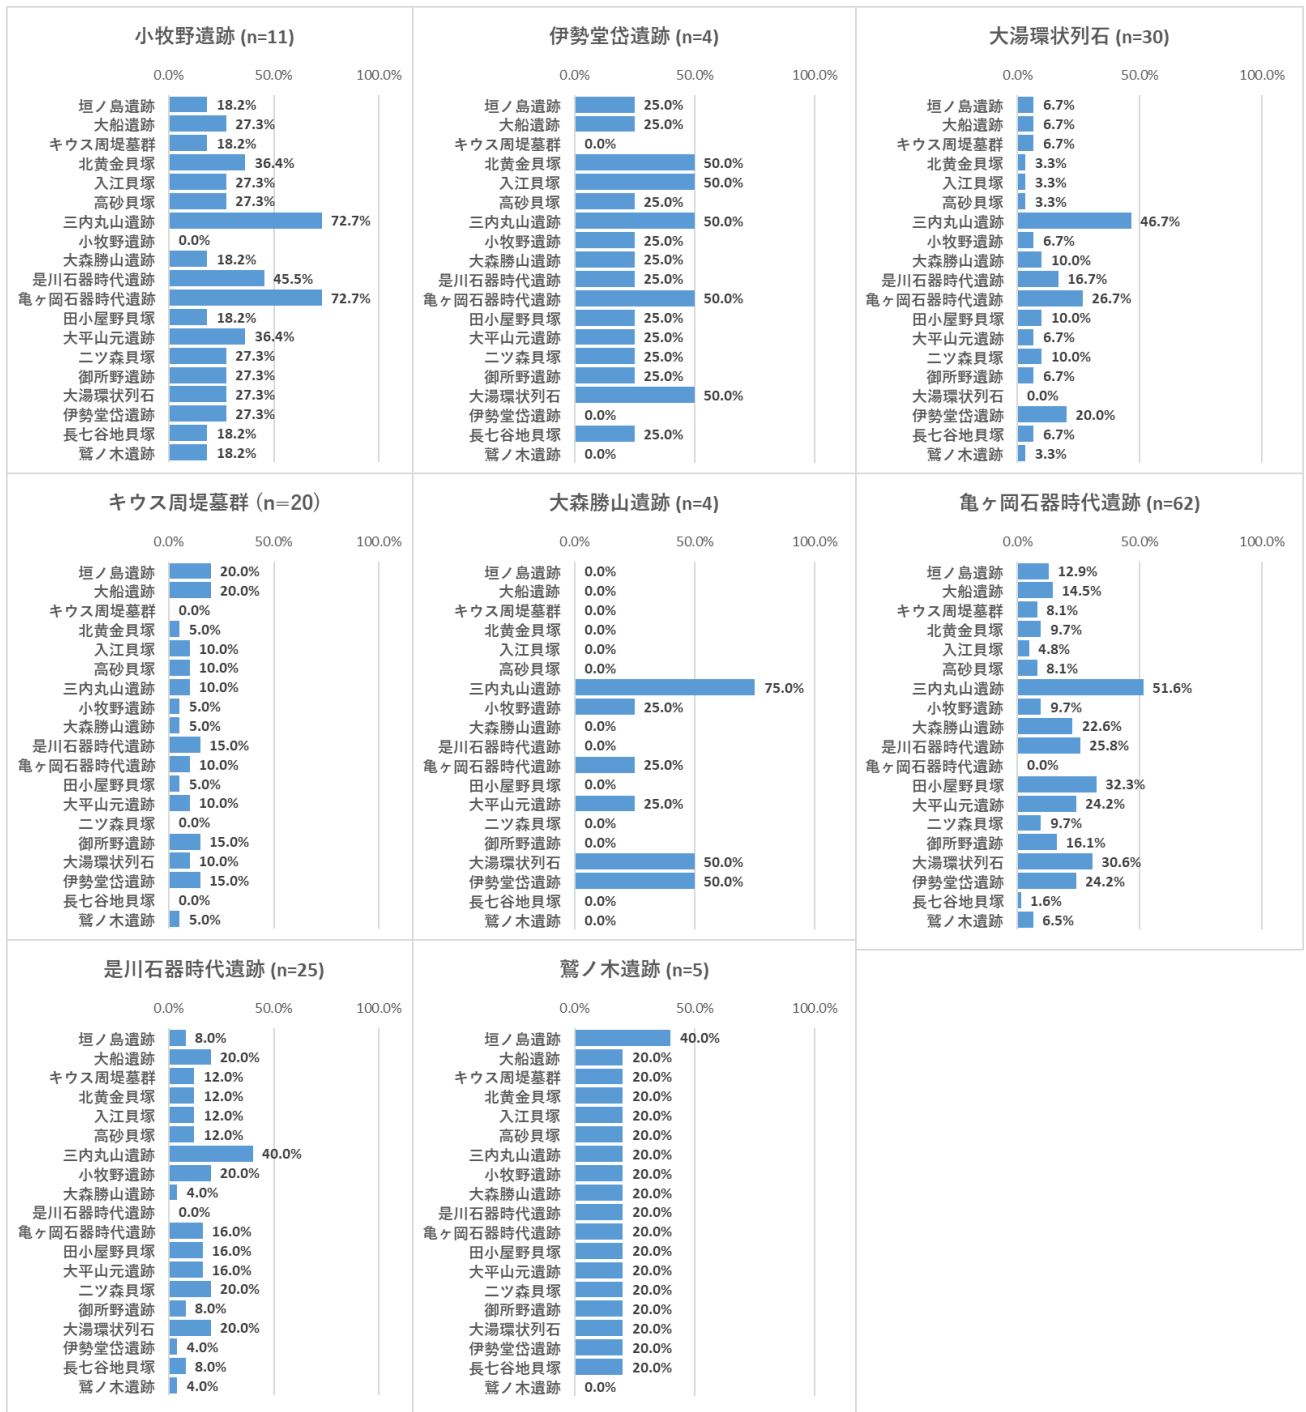 小牧野遺跡 (n=11)
0.0% 50.0% 100.0%
垣ノ島遺跡 18.2%
大船遺跡 27.3%
キウス周堤墓群 18.2%
北黄金貝塚 36.4%
入江貝塚 27.3%
高砂貝塚 27.3%
三内丸山遺跡 72.7%
小牧野遺跡 0.0%
大森勝山遺跡 18.2%
是川石器時代遺跡 45.5%
亀ヶ岡石器時代遺跡 72.7%
田小屋野貝塚 18.2%
大平山元遺跡 36.4%
二ツ森貝塚 27.3%
御所野遺跡 27.3%
大湯環状列石 27.3%
伊勢堂岱遺跡 27.3%
長七谷地貝塚 18.2%
鷲ノ木遺跡 18.2%
伊勢堂岱遺跡 (n=4)
0.0% 50.0% 100.0%
垣ノ島遺跡 25.0%
大船遺跡 25.0%
キウス周堤墓群 0.0%
北黄金貝塚 50.0%
入江貝塚 50.0%
高砂貝塚 25.0%
三内丸山遺跡 50.0%
小牧野遺跡 25.0%
大森勝山遺跡 25.0%
是川石器時代遺跡 25.0%
亀ヶ岡石器時代遺跡 50.0%
田小屋野貝塚 25.0%
大平山元遺跡 25.0%
二ツ森貝塚 25.0%
御所野遺跡 25.0%
大湯環状列石 50.0%
伊勢堂岱遺跡 0.0%
長七谷地貝塚 25.0%
鷲ノ木遺跡 0.0%
大湯環状列石 (n=30)
0.0% 50.0% 100.0%
垣ノ島遺跡 6.7%
大船遺跡 6.7%
キウス周堤墓群 6.7%
北黄金貝塚 3.3%
入江貝塚 3.3%
高砂貝塚 3.3%
三内丸山遺跡 46.7%
小牧野遺跡 6.7%
大森勝山遺跡 10.0%
是川石器時代遺跡 16.7%
亀ヶ岡石器時代遺跡 26.7%
田小屋野貝塚 10.0%
大平山元遺跡 6.7%
二ツ森貝塚 10.0%
御所野遺跡 6.7%
大湯環状列石 0.0%
伊勢堂岱遺跡 20.0%
長七谷地貝塚 6.7%
鷲ノ木遺跡 3.3%
キウス周堤墓群（n=20）
0.0% 50.0% 100.0%
垣ノ島遺跡 20.0%
大船遺跡 20.0%
キウス周堤墓群 0.0%
北黄金貝塚 5.0%
入江貝塚 10.0%
高砂貝塚 10.0%
三内丸山遺跡 10.0%
小牧野遺跡 5.0%
大森勝山遺跡 5.0%
是川石器時代遺跡 15.0%
亀ヶ岡石器時代遺跡 10.0%
田小屋野貝塚 5.0%
大平山元遺跡 10.0%
二ツ森貝塚 0.0%
御所野遺跡 15.0%
大湯環状列石 10.0%
伊勢堂岱遺跡 15.0%
長七谷地貝塚 0.0%
鷲ノ木遺跡 5.0%
大森勝山遺跡 (n=4)
0.0% 50.0% 100.0%
垣ノ島遺跡 0.0%
大船遺跡 0.0%
キウス周堤墓群 0.0%
北黄金貝塚 0.0%
入江貝塚 0.0%
高砂貝塚 0.0%
三内丸山遺跡 75.0%
小牧野遺跡 25.0%
大森勝山遺跡 0.0%
是川石器時代遺跡 0.0%
亀ヶ岡石器時代遺跡 25.0%
田小屋野貝塚 0.0%
大平山元遺跡 25.0%
二ツ森貝塚 0.0%
御所野遺跡 0.0%
大湯環状列石 50.0%
伊勢堂岱遺跡 50.0%
長七谷地貝塚 0.0%
鷲ノ木遺跡 0.0%
亀ヶ岡石器時代遺跡 (n=62)
0.0% 50.0% 100.0%
垣ノ島遺跡 12.9%
大船遺跡 14.5%
キウス周堤墓群 8.1%
北黄金貝塚 9.7%
入江貝塚 4.8%
高砂貝塚 8.1%
三内丸山遺跡 51.6%
小牧野遺跡 9.7%
大森勝山遺跡 22.6%
是川石器時代遺跡 25.8%
亀ヶ岡石器時代遺跡 0.0%
田小屋野貝塚 32.3%
大平山元遺跡 24.2%
二ツ森貝塚 9.7%
御所野遺跡 16.1%
大湯環状列石 30.6%
伊勢堂岱遺跡 24.2%
長七谷地貝塚 1.6%
鷲ノ木遺跡 6.5%
是川石器時代遺跡 (n=25)
0.0% 50.0% 100.0%
垣ノ島遺跡 8.0%
大船遺跡 20.0%
キウス周堤墓群 12.0%
北黄金貝塚 12.0%
入江貝塚 12.0%
高砂貝塚 12.0%
三内丸山遺跡 40.0%
小牧野遺跡 20.0%
大森勝山遺跡 4.0%
是川石器時代遺跡 0.0%
亀ヶ岡石器時代遺跡 16.0%
田小屋野貝塚 16.0%
大平山元遺跡 16.0%
二ツ森貝塚 20.0%
御所野遺跡 8.0%
大湯環状列石 20.0%
伊勢堂岱遺跡 4.0%
長七谷地貝塚 8.0%
鷲ノ木遺跡 4.0%
鷲ノ木遺跡 (n=5)
0.0% 50.0% 100.0%
垣ノ島遺跡 40.0%
大船遺跡 20.0%
キウス周堤墓群 20.0%
北黄金貝塚 20.0%
入江貝塚 20.0%
高砂貝塚 20.0%
三内丸山遺跡 20.0%
小牧野遺跡 20.0%
大森勝山遺跡 20.0%
是川石器時代遺跡 20.0%
亀ヶ岡石器時代遺跡 20.0%
田小屋野貝塚 20.0%
大平山元遺跡 20.0%
二ツ森貝塚 20.0%
御所野遺跡 20.0%
大湯環状列石 20.0%
伊勢堂岱遺跡 20.0%
長七谷地貝塚 20.0%
鷲ノ木遺跡 0.0%